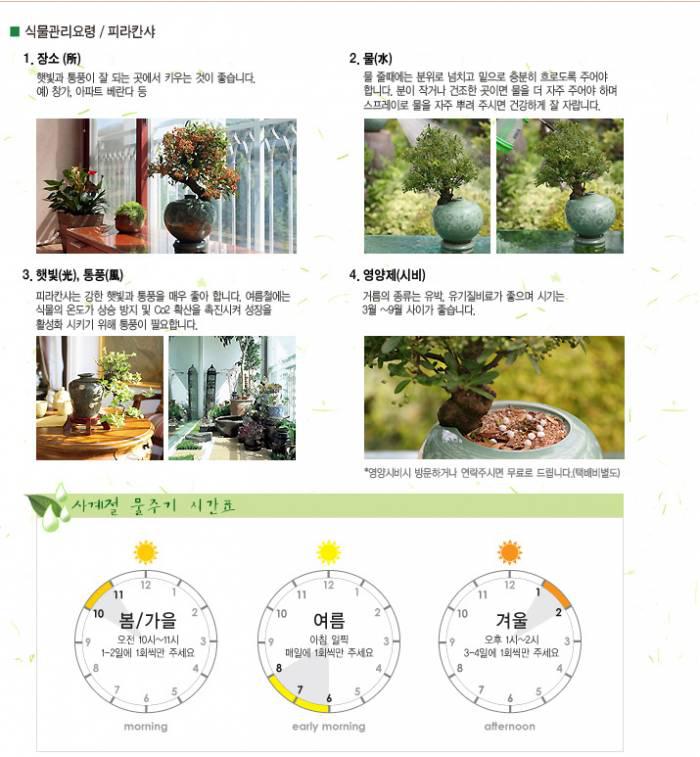 식물관리요령 / 피라칸샤
1. 장소 (所)
햇빛과 통풍이 잘 되는 곳에서 키우는 것이 좋습니다.
예) 창가, 아파트 베란다 등
2. 물(水)
물 줄때에는 분위로 넘치고 밑으로 충분히 흐르도록 주어야
합니다. 분이 작거나 건조한 곳이면 물을 더 자주 주어야 하며
스프레이로 물을 자주 뿌려 주시면 건강하게 잘 자랍니다.
3. 햇빛(光), 통풍(風)
피라칸샤는 강한 햇빛과 통풍을 매우 좋아 합니다. 여름철에는
식물의 온도가 상승 방지 및 Co2 확산을 촉진시켜 성장을
활성화 시키기 위해 통풍이 필요합니다.
4. 영양제(시비)
거름의 종류는 유박, 유기질비료가 좋으며 시기는
3월 ~9월 사이가 좋습니다.
*영양시비시 방문하거나 연락주시면 무료로 드립니다.(택배비별도)
사계절 물주기 시간표
12
1
2
3
4
5
6
7
8
9
10
11
봄/가을
오전 10시~11시
1-2일에 1회씩만 주세요
morning
12
1
2
3
4
5
6
7
8
9
10
11
여름
아침 일찍
매일에 1회씩만 주세요
early morning
12
1
2
3
4
5
6
7
8
9
10
11
겨울
오후 1시~2시
3-4일에 1회씩만 주세요
afternoon